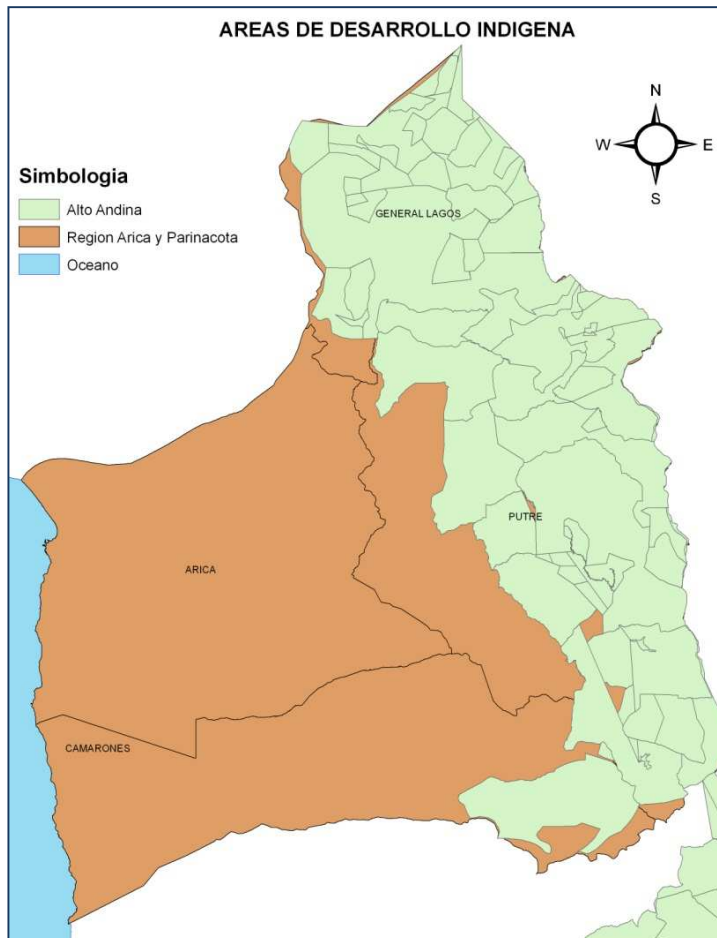 AREAS DE DESARROLLO INDIGENA
N
W E
S
Simbologia
Alto Andina
Region Arica y Parinacota
Oceano
GENERAL LAGOS
PUTRE
ARICA
CAMARONES